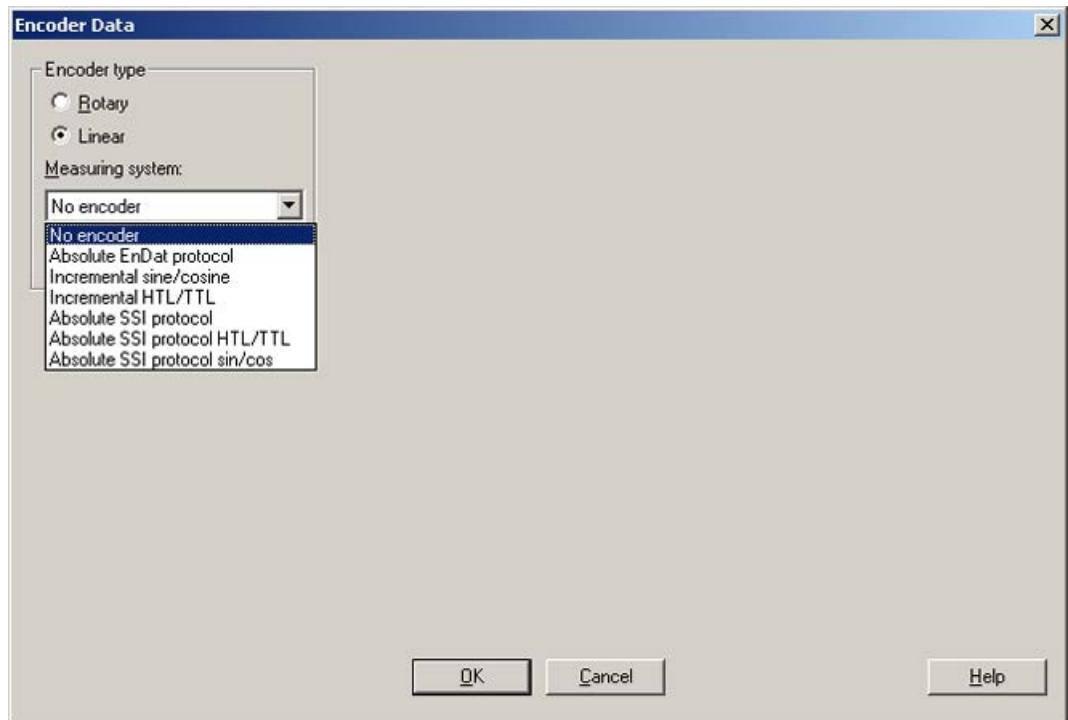 Encoder Data
Encoder type
Rotary
Linear
Measuring system:
No encoder
No encoder
Absolute EnDat protocol
Incremental sine/cosine
Incremental HTL/TTL
Absolute SSI protocol
Absolute SSI protocol HTL/TTL
Absolute SSI protocol sin/cos
OK Cancel Help